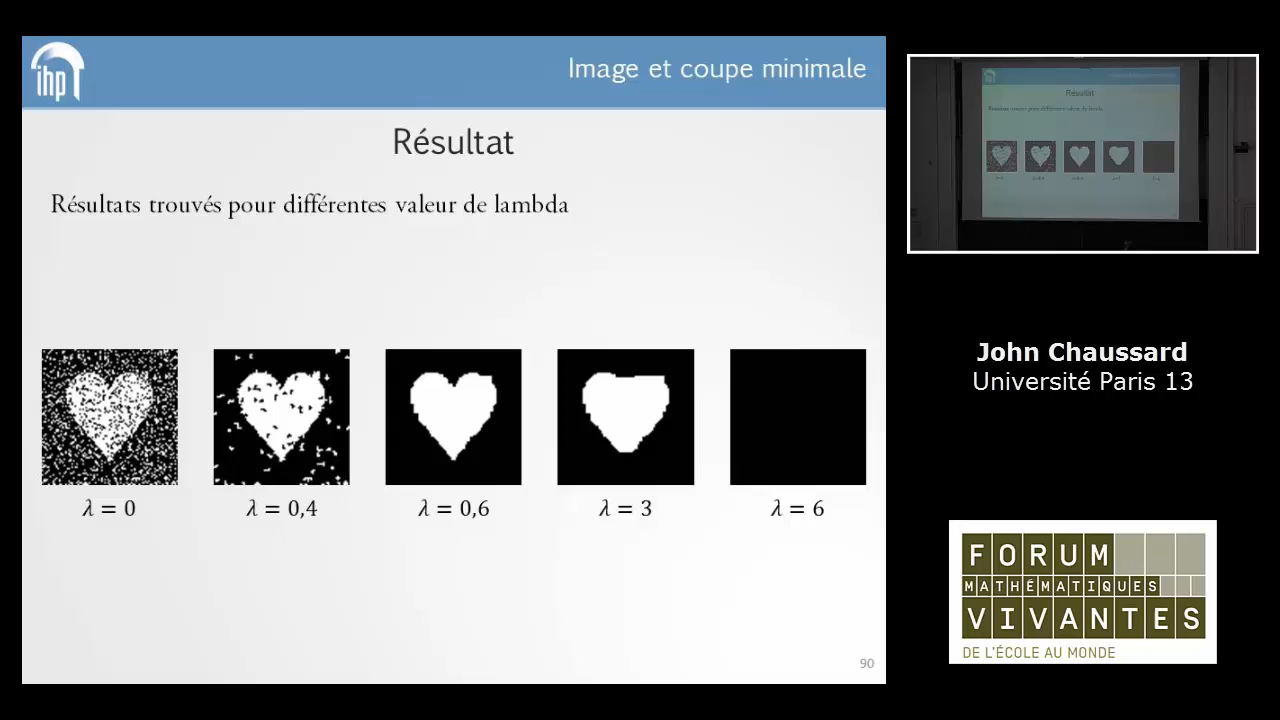 ihp
Image et coupe minimale
Résultat
Résultats trouvés pour différentes valeur de lambda
λ = 0
λ = 0,4
λ = 0,6
λ = 3
λ = 6
90
Résultat
John Chaussard
Université Paris 13
FORUM
MATHÉMATIQUES
VIVANTES
DE L'ÉCOLE AU MONDE